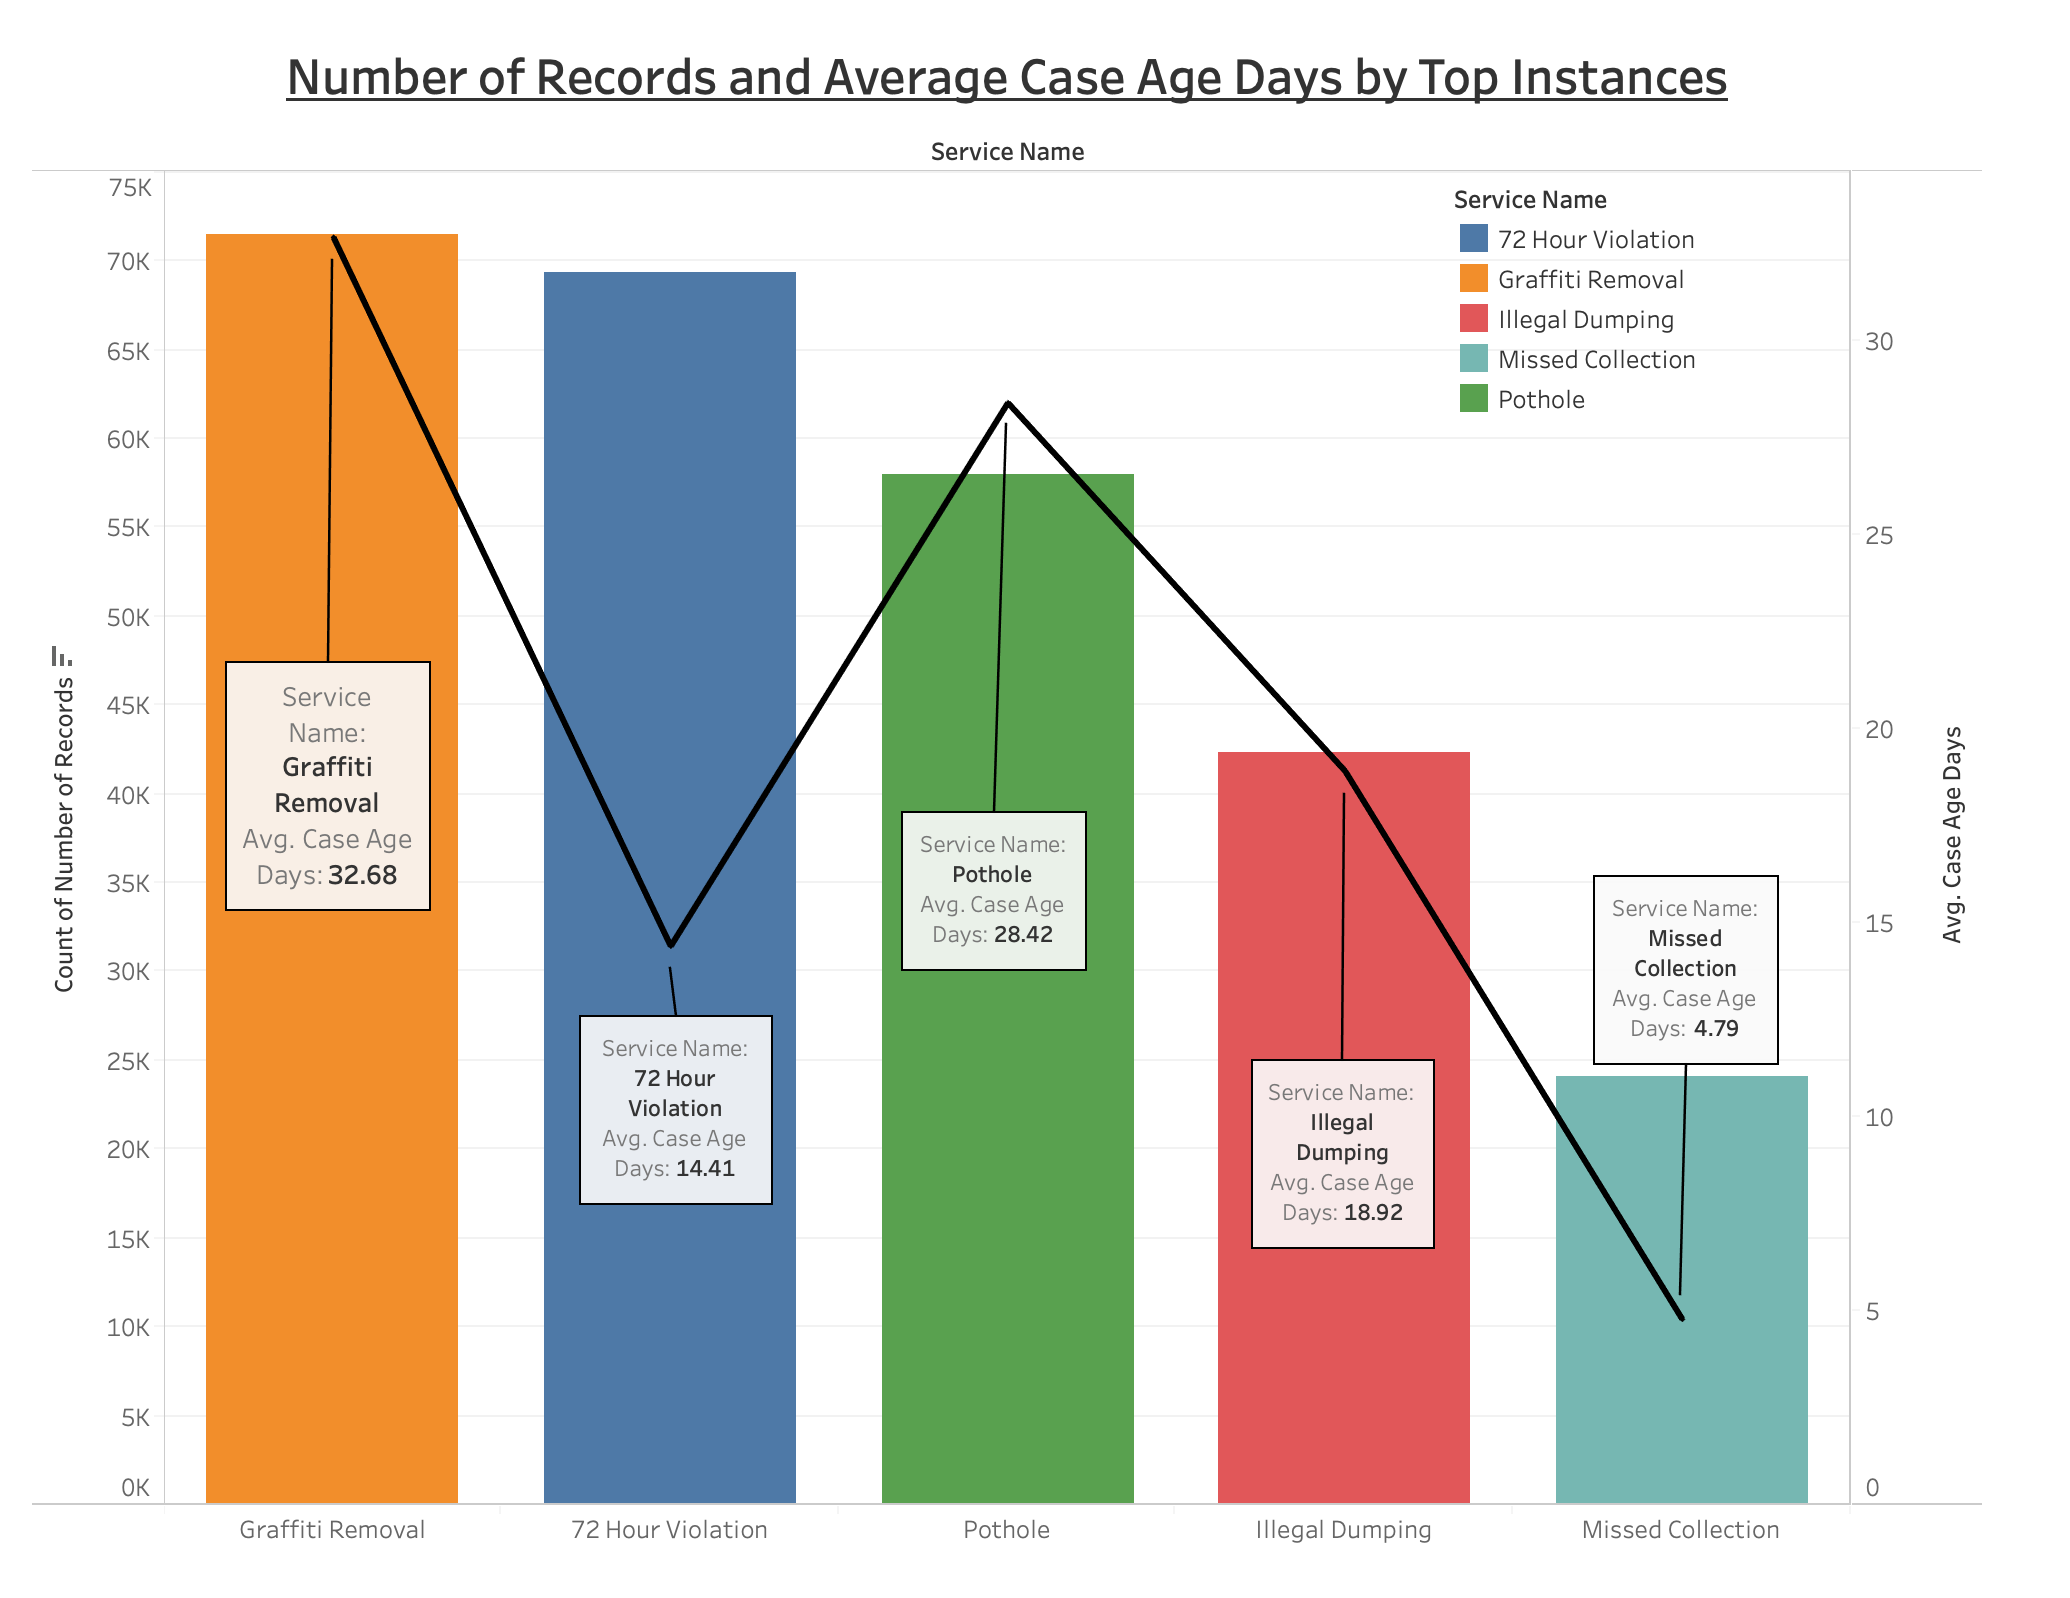 Number of Records and Average Case Age Days by Top Instances
Service Name
75K
70K
65K
60K
55K
50K
45K
40K
35K
30K
25K
20K
15K
10K
5K
0K
Count of Number of Records
Service Name
72 Hour Violation
Graffiti Removal
Illegal Dumping
Missed Collection
Pothole
Service
Name:
Graffiti
Removal
Avg. Case Age
Days: 32.68
Service Name:
72 Hour
Violation
Avg. Case Age
Days: 14.41
Service Name:
Pothole
Avg. Case Age
Days: 28.42
Service Name:
Illegal
Dumping
Avg. Case Age
Days: 18.92
Service Name:
Missed
Collection
Avg. Case Age
Days: 4.79
30
25
20
15
10
5
0
Avg. Case Age Days
Graffiti Removal
72 Hour Violation
Pothole
Illegal Dumping
Missed Collection